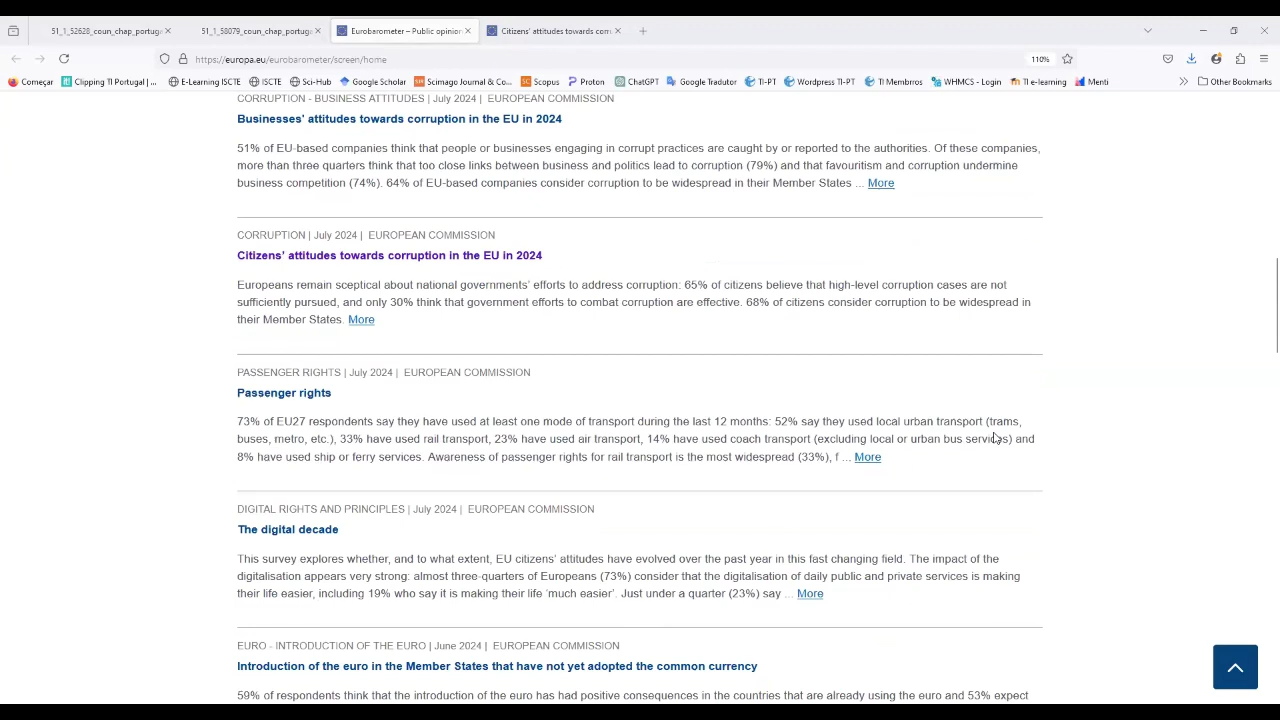 51_1_52628_coun_chap_portuga
51_1_58079_coun_chap_portug
Eurobarometer – Public opinion
Citizens' attitudes towards corr
https://europa.eu/eurobarometer/screen/home
110%
Começar
Clipping TI Portugal | ...
E-Learning ISCTE
ISCTE
Sci-Hub
Google Scholar
Scimago Journal & Co...
Scopus
Proton
ChatGPT
Google Tradutor
TI-PT
Wordpress TI-PT
TI Membros
WHMCS - Login
TI e-learning
Menti
Other Bookmarks
CORRUPTION - BUSINESS ATTITUDES | July 2024 | EUROPEAN COMMISSION
Businesses' attitudes towards corruption in the EU in 2024
51% of EU-based companies think that people or businesses engaging in corrupt practices are caught by or reported to the authorities. Of these companies,
more than three quarters think that too close links between business and politics lead to corruption (79%) and that favouritism and corruption undermine
business competition (74%). 64% of EU-based companies consider corruption to be widespread in their Member States ... More
CORRUPTION | July 2024 | EUROPEAN COMMISSION
Citizens' attitudes towards corruption in the EU in 2024
Europeans remain sceptical about national governments' efforts to address corruption: 65% of citizens believe that high-level corruption cases are not
sufficiently pursued, and only 30% think that government efforts to combat corruption are effective. 68% of citizens consider corruption to be widespread in
their Member States. More
PASSENGER RIGHTS | July 2024 | EUROPEAN COMMISSION
Passenger rights
73% of EU27 respondents say they have used at least one mode of transport during the last 12 months: 52% say they used local urban transport (trams,
buses, metro, etc.), 33% have used rail transport, 23% have used air transport, 14% have used coach transport (excluding local or urban bus services) and
8% have used ship or ferry services. Awareness of passenger rights for rail transport is the most widespread (33%), f ... More
DIGITAL RIGHTS AND PRINCIPLES | July 2024 | EUROPEAN COMMISSION
The digital decade
This survey explores whether, and to what extent, EU citizens' attitudes have evolved over the past year in this fast changing field. The impact of the
digitalisation appears very strong: almost three-quarters of Europeans (73%) consider that the digitalisation of daily public and private services is making
their life easier, including 19% who say it is making their life 'much easier'. Just under a quarter (23%) say ... More
EURO - INTRODUCTION OF THE EURO | June 2024 | EUROPEAN COMMISSION
Introduction of the euro in the Member States that have not yet adopted the common currency
59% of respondents think that the introduction of the euro has had positive consequences in the countries that are already using the euro and 53% expect